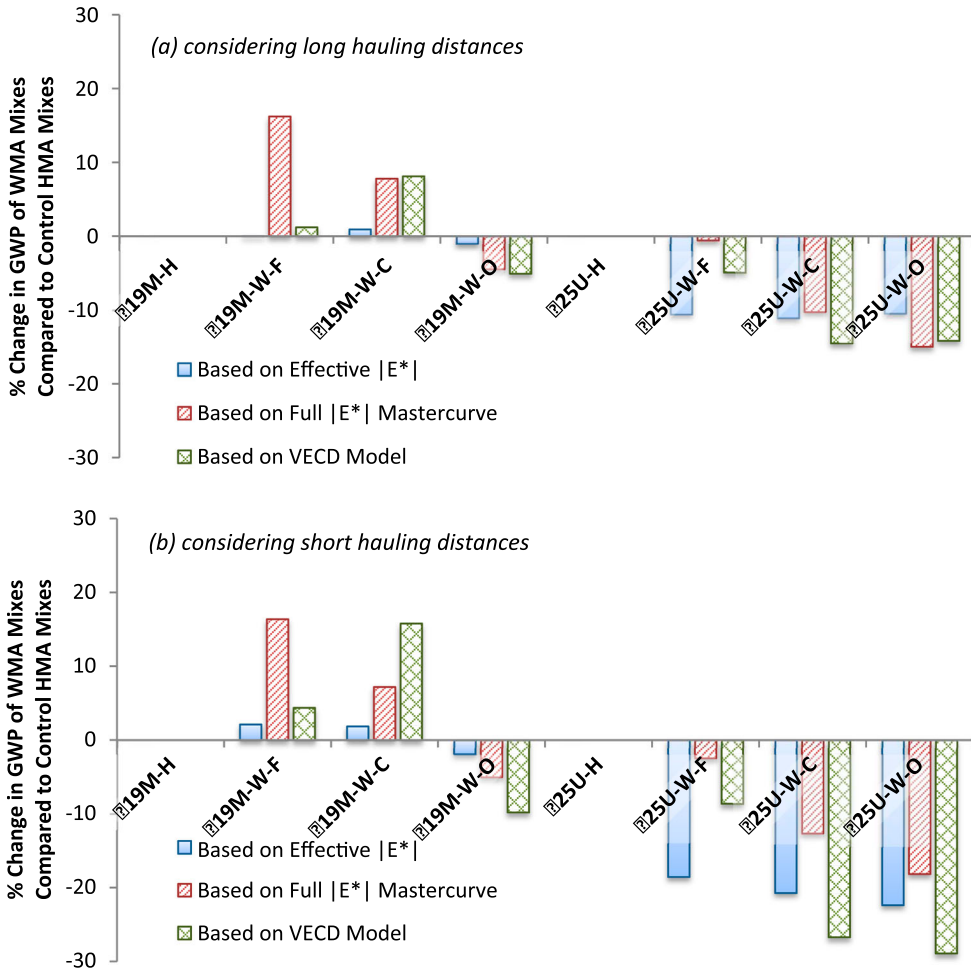 % Change in GWP of WMA Mixes
Compared to Control HMA Mixes
30
20
10
0
-10
-20
-30
(a) considering long hauling distances
19M-H
19M-W-F
19M-W-C
19M-W-O
25U-H
25U-W-F
25U-W-C
25U-W-O
Based on Effective |E*|
Based on Full |E*| Mastercurve
Based on VECD Model
% Change in GWP of WMA Mixes
Compared to Control HMA Mixes
30
20
10
0
-10
-20
-30
(b) considering short hauling distances
19M-H
19M-W-F
19M-W-C
19M-W-O
25U-H
25U-W-F
25U-W-C
25U-W-O
Based on Effective |E*|
Based on Full |E*| Mastercurve
Based on VECD Model